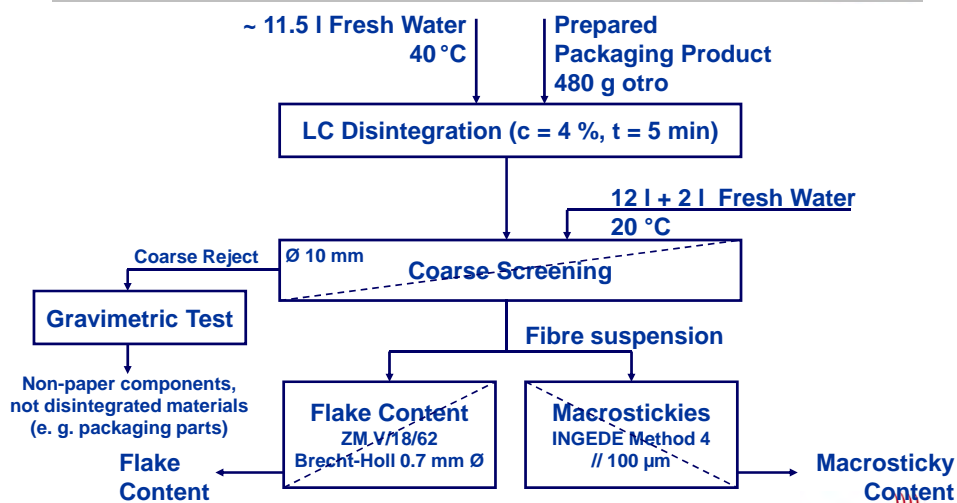 ~ 11.5 l Fresh Water
40 °C
Prepared
Packaging Product
480 g otro
LC Disintegration (c = 4 %, t = 5 min)
12 l + 2 l Fresh Water
20 °C
Ø 10 mm
Coarse Screening
Coarse Reject
Gravimetric Test
Non-paper components,
not disintegrated materials
(e. g. packaging parts)
Fibre suspension
Flake Content
ZM V/18/62
Brecht-Holl 0.7 mm Ø
Macrostickies
INGEDE Method 4
// 100 µm
Flake
Content
Macrosticky
Content